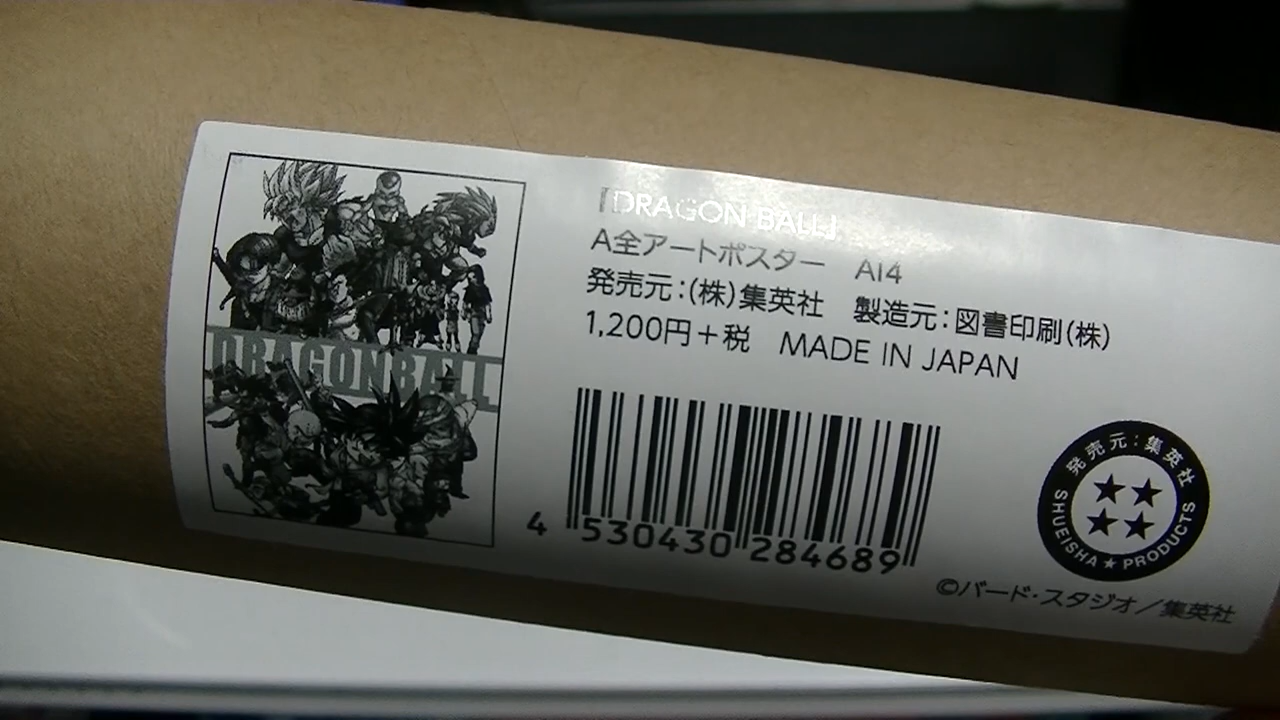 DRAGONBALL
『DRAGON BALL』
A全アートポスター AI4
発売元:(株)集英社 製造元:図書印刷(株)
1,200円+税 MADE IN JAPAN
4 530430 284689
発売元:集英社
SHUEISHA★PRODUCTS
©バード・スタジオ/集英社